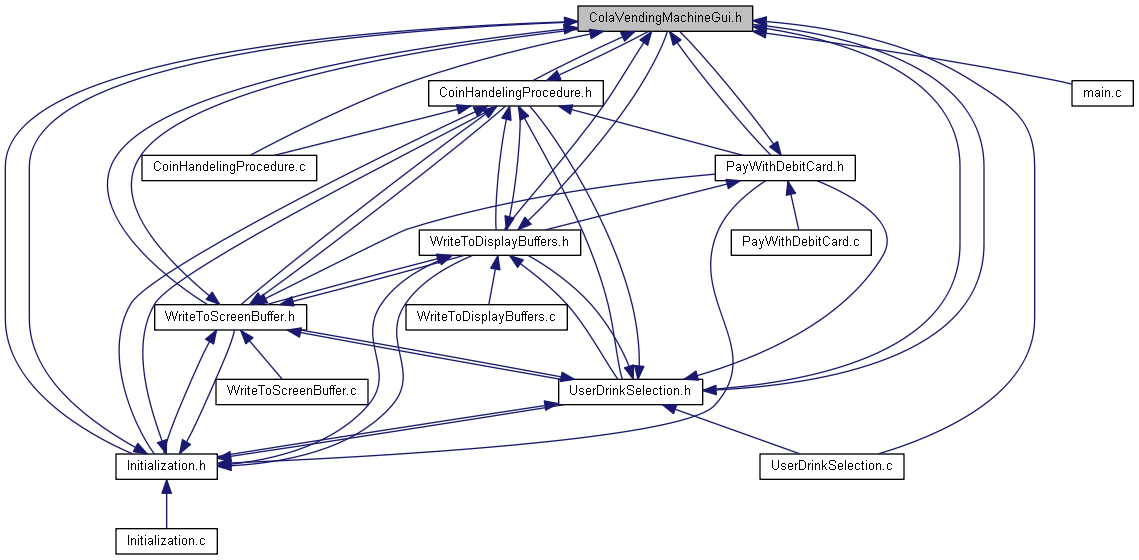 ColaVendingMachineGui.h
CoinHandelingProcedure.h
main.c
CoinHandelingProcedure.c
PayWithDebitCard.h
WriteToDisplayBuffers.h
PayWithDebitCard.c
WriteToScreenBuffer.h
WriteToDisplayBuffers.c
WriteToScreenBuffer.c
UserDrinkSelection.h
Initialization.h
UserDrinkSelection.c
Initialization.c